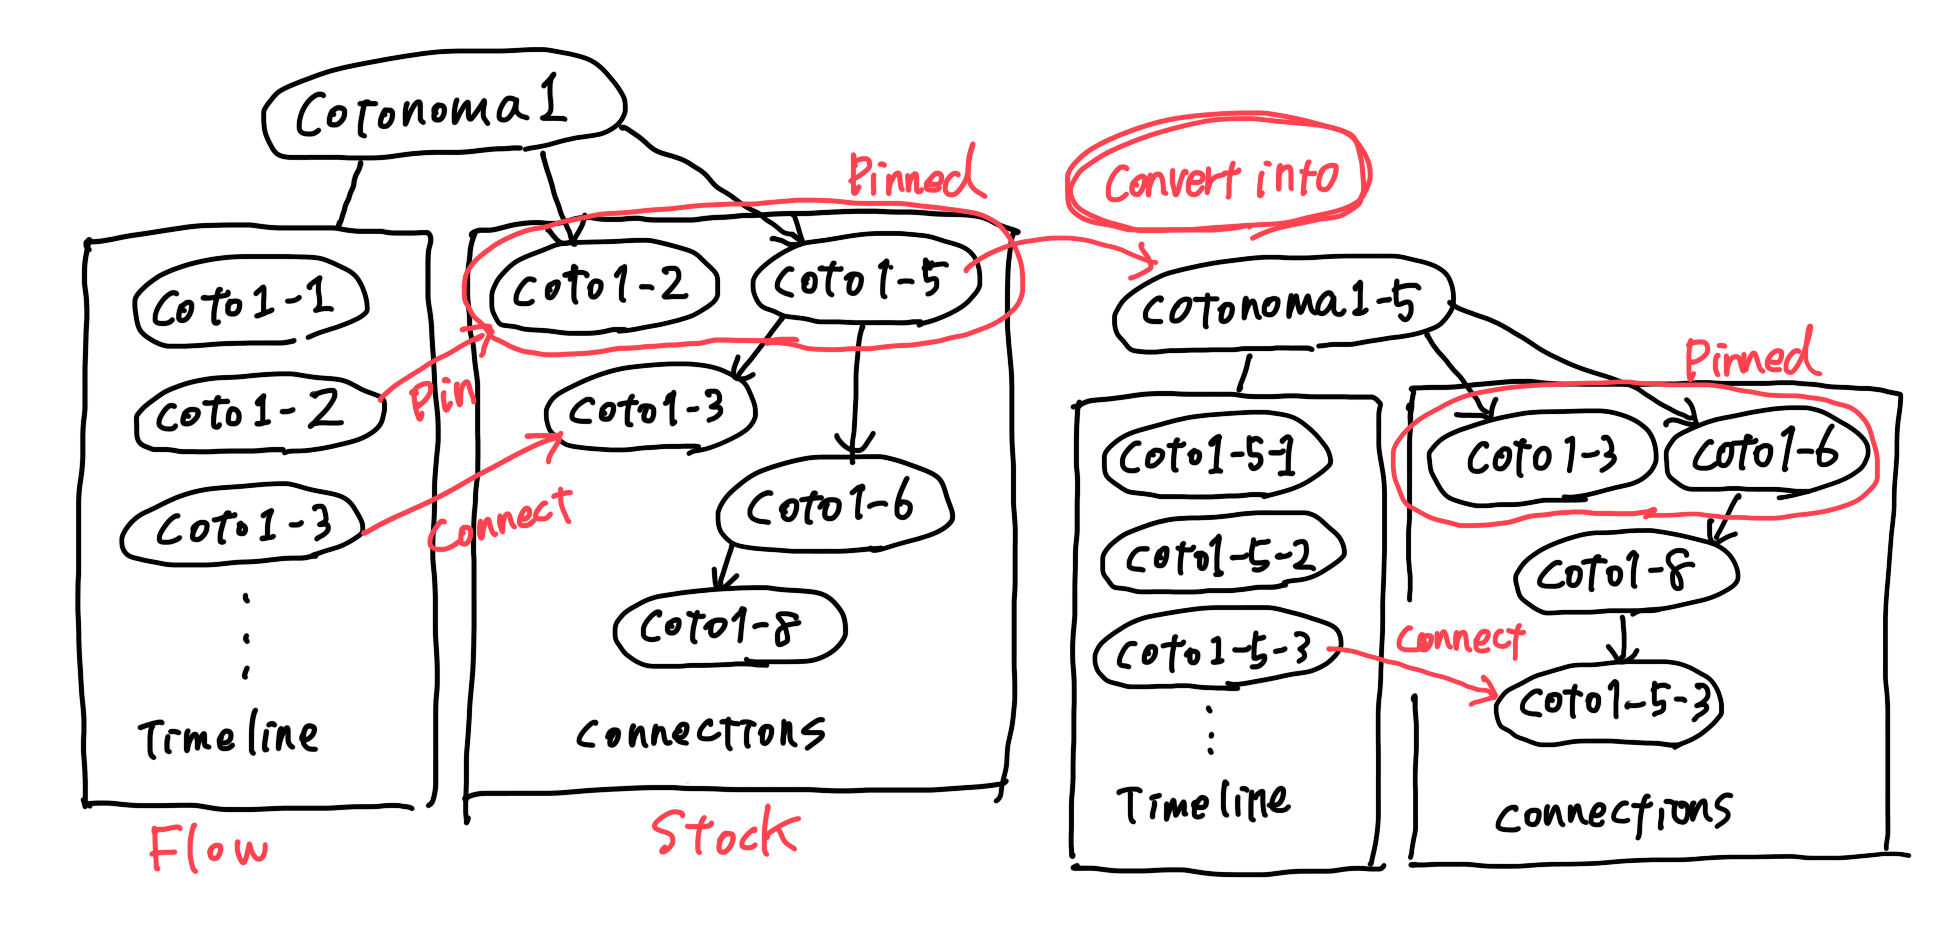 Cotonoma 1
Pinned
Convert into
Coto 1-1
Coto 1-2
Coto 1-3
Timeline
Flow
Pin
Connect
Coto 1-2
Coto 1-5
Coto 1-3
Coto 1-6
Coto 1-8
Connections
Stock
Cotonoma 1-5
Pinned
Coto 1-5-1
Coto 1-5-2
Coto 1-5-3
Timeline
Connect
Coto 1-3
Coto 1-6
Coto 1-8
Coto 1-5-3
Connections